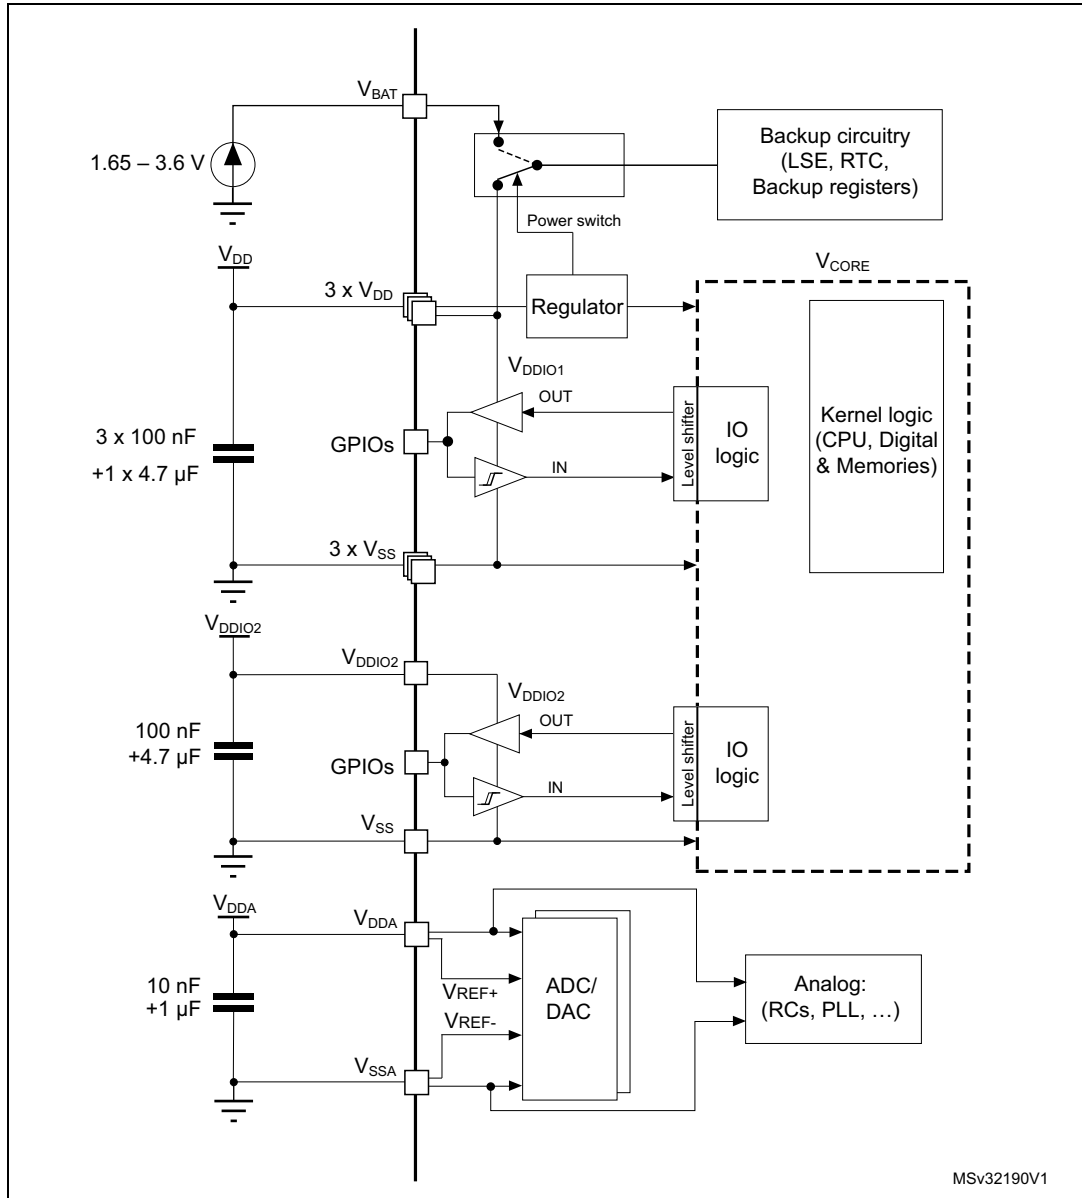 VBAT
1.65 – 3.6 V
Backup circuitry
(LSE, RTC,
Backup registers)
Power switch
VDD
3 x VDD
Regulator
VCORE
VDDIO1
OUT
GPIOs
IN
Level shifter
IO
logic
Kernel logic
(CPU, Digital
& Memories)
3 x 100 nF
+1 x 4.7 µF
3 x VSS
VDDIO2
VDDIO2
VDDIO2
OUT
GPIOs
IN
Level shifter
IO
logic
100 nF
+4.7 µF
VSS
VDDA
VDDA
10 nF
+1 µF
VREF+
VREF-
ADC/
DAC
Analog:
(RCs, PLL, …)
VSSA
MSv32190V1